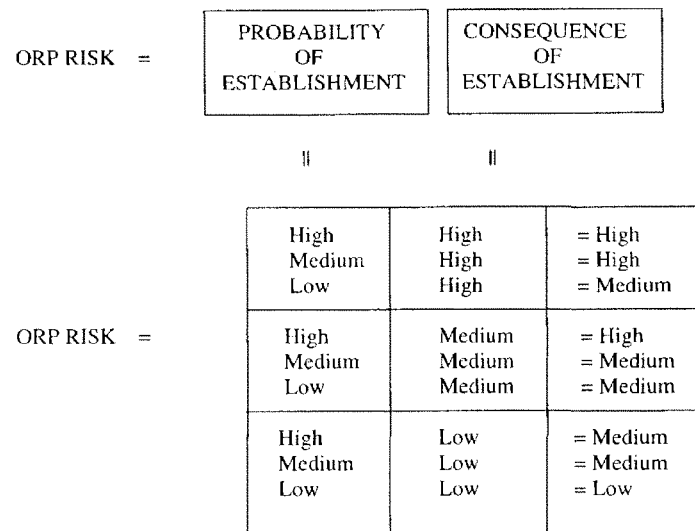 PROBABILITY CONSEQUENCE
ORP RISK = OF OF
ESTABLISHMENT ESTABLISHMENT
॥ ॥
High High = High
Medium High = High
Low High = Medium
ORP RISK = High Medium = High
Medium Medium = Medium
Low Medium = Medium
High Low = Medium
Medium Low = Medium
Low Low = Low